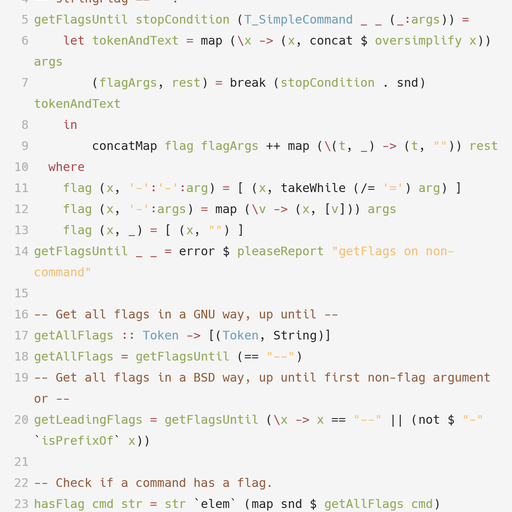 5 getFlagsUntil stopCondition (T_SimpleCommand _ _ (_:args)) =
6     let tokenAndText = map (\x -> (x, concat $ oversimplify x))
args
7         (flagArgs, rest) = break (stopCondition . snd)
tokenAndText
8     in
9         concatMap flag flagArgs ++ map (\(t, _) -> (t, "")) rest
10   where
11     flag (x, '-':'-':arg) = [ (x, takeWhile (/= '=') arg) ]
12     flag (x, '-':args) = map (\v -> (x, [v])) args
13     flag (x, _) = [ (x, "") ]
14 getFlagsUntil _ _ = error $ pleaseReport "getFlags on non-
command"
15
16 -- Get all flags in a GNU way, up until --
17 getAllFlags :: Token -> [(Token, String)]
18 getAllFlags = getFlagsUntil (== "--")
19 -- Get all flags in a BSD way, up until first non-flag argument
or --
20 getLeadingFlags = getFlagsUntil (\x -> x == "--" || (not $ "-"
`isPrefixOf` x))
21
22 -- Check if a command has a flag.
23 hasFlag cmd str = str `elem` (map snd $ getAllFlags cmd)